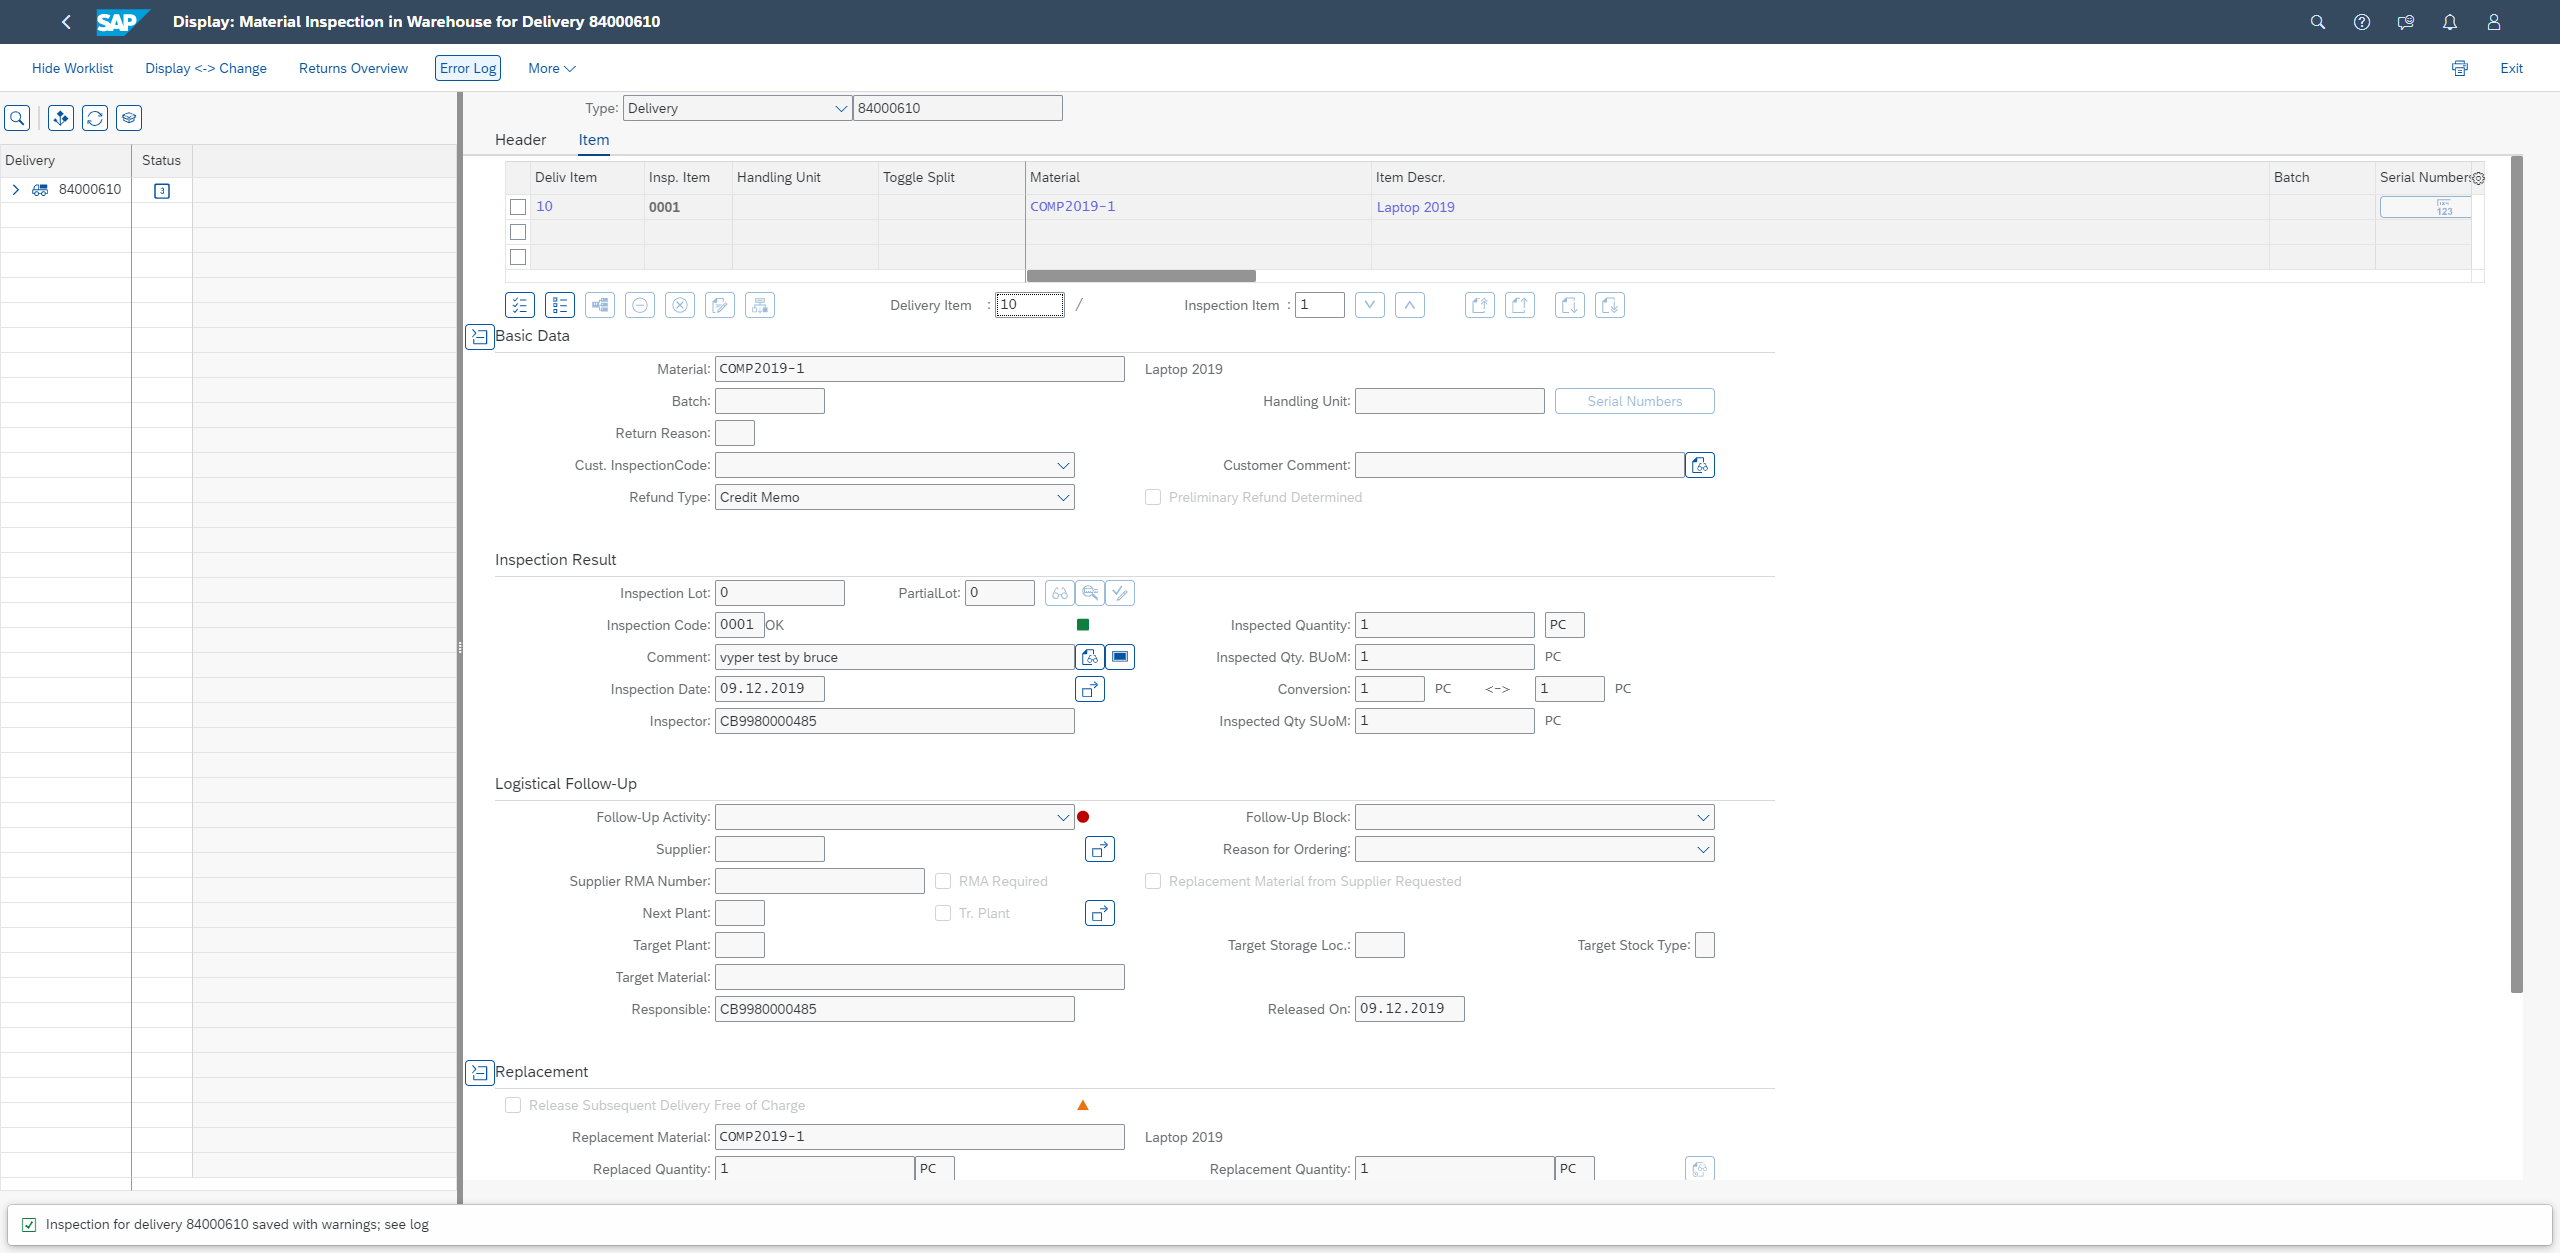 SAP Display: Material Inspection in Warehouse for Delivery 84000610
Hide Worklist Display <-> Change Returns Overview Error Log More Exit
Type: Delivery 84000610
Header Item
Delivery Status
84000610 3
Deliv Item Insp. Item Handling Unit Toggle Split Material Item Descr. Batch Serial Numbers
10 0001 COMP2019-1 Laptop 2019 123
Delivery Item : 10 / Inspection Item : 1
Basic Data
Material: COMP2019-1 Laptop 2019
Batch: Handling Unit: Serial Numbers
Return Reason:
Cust. InspectionCode: Customer Comment:
Refund Type: Credit Memo Preliminary Refund Determined
Inspection Result
Inspection Lot: 0 PartialLot: 0
Inspection Code: 0001 OK Inspected Quantity: 1 PC
Comment: vyper test by bruce Inspected Qty. BUoM: 1 PC
Inspection Date: 09.12.2019 Conversion: 1 PC <-> 1 PC
Inspector: CB9980000485 Inspected Qty SUoM: 1 PC
Logistical Follow-Up
Follow-Up Activity: Follow-Up Block:
Supplier: Reason for Ordering:
Supplier RMA Number: RMA Required Replacement Material from Supplier Requested
Next Plant: Tr. Plant
Target Plant: Target Storage Loc.: Target Stock Type:
Target Material:
Responsible: CB9980000485 Released On: 09.12.2019
Replacement
Release Subsequent Delivery Free of Charge
Replacement Material: COMP2019-1 Laptop 2019
Replaced Quantity: 1 PC Replacement Quantity: 1 PC
Inspection for delivery 84000610 saved with warnings; see log